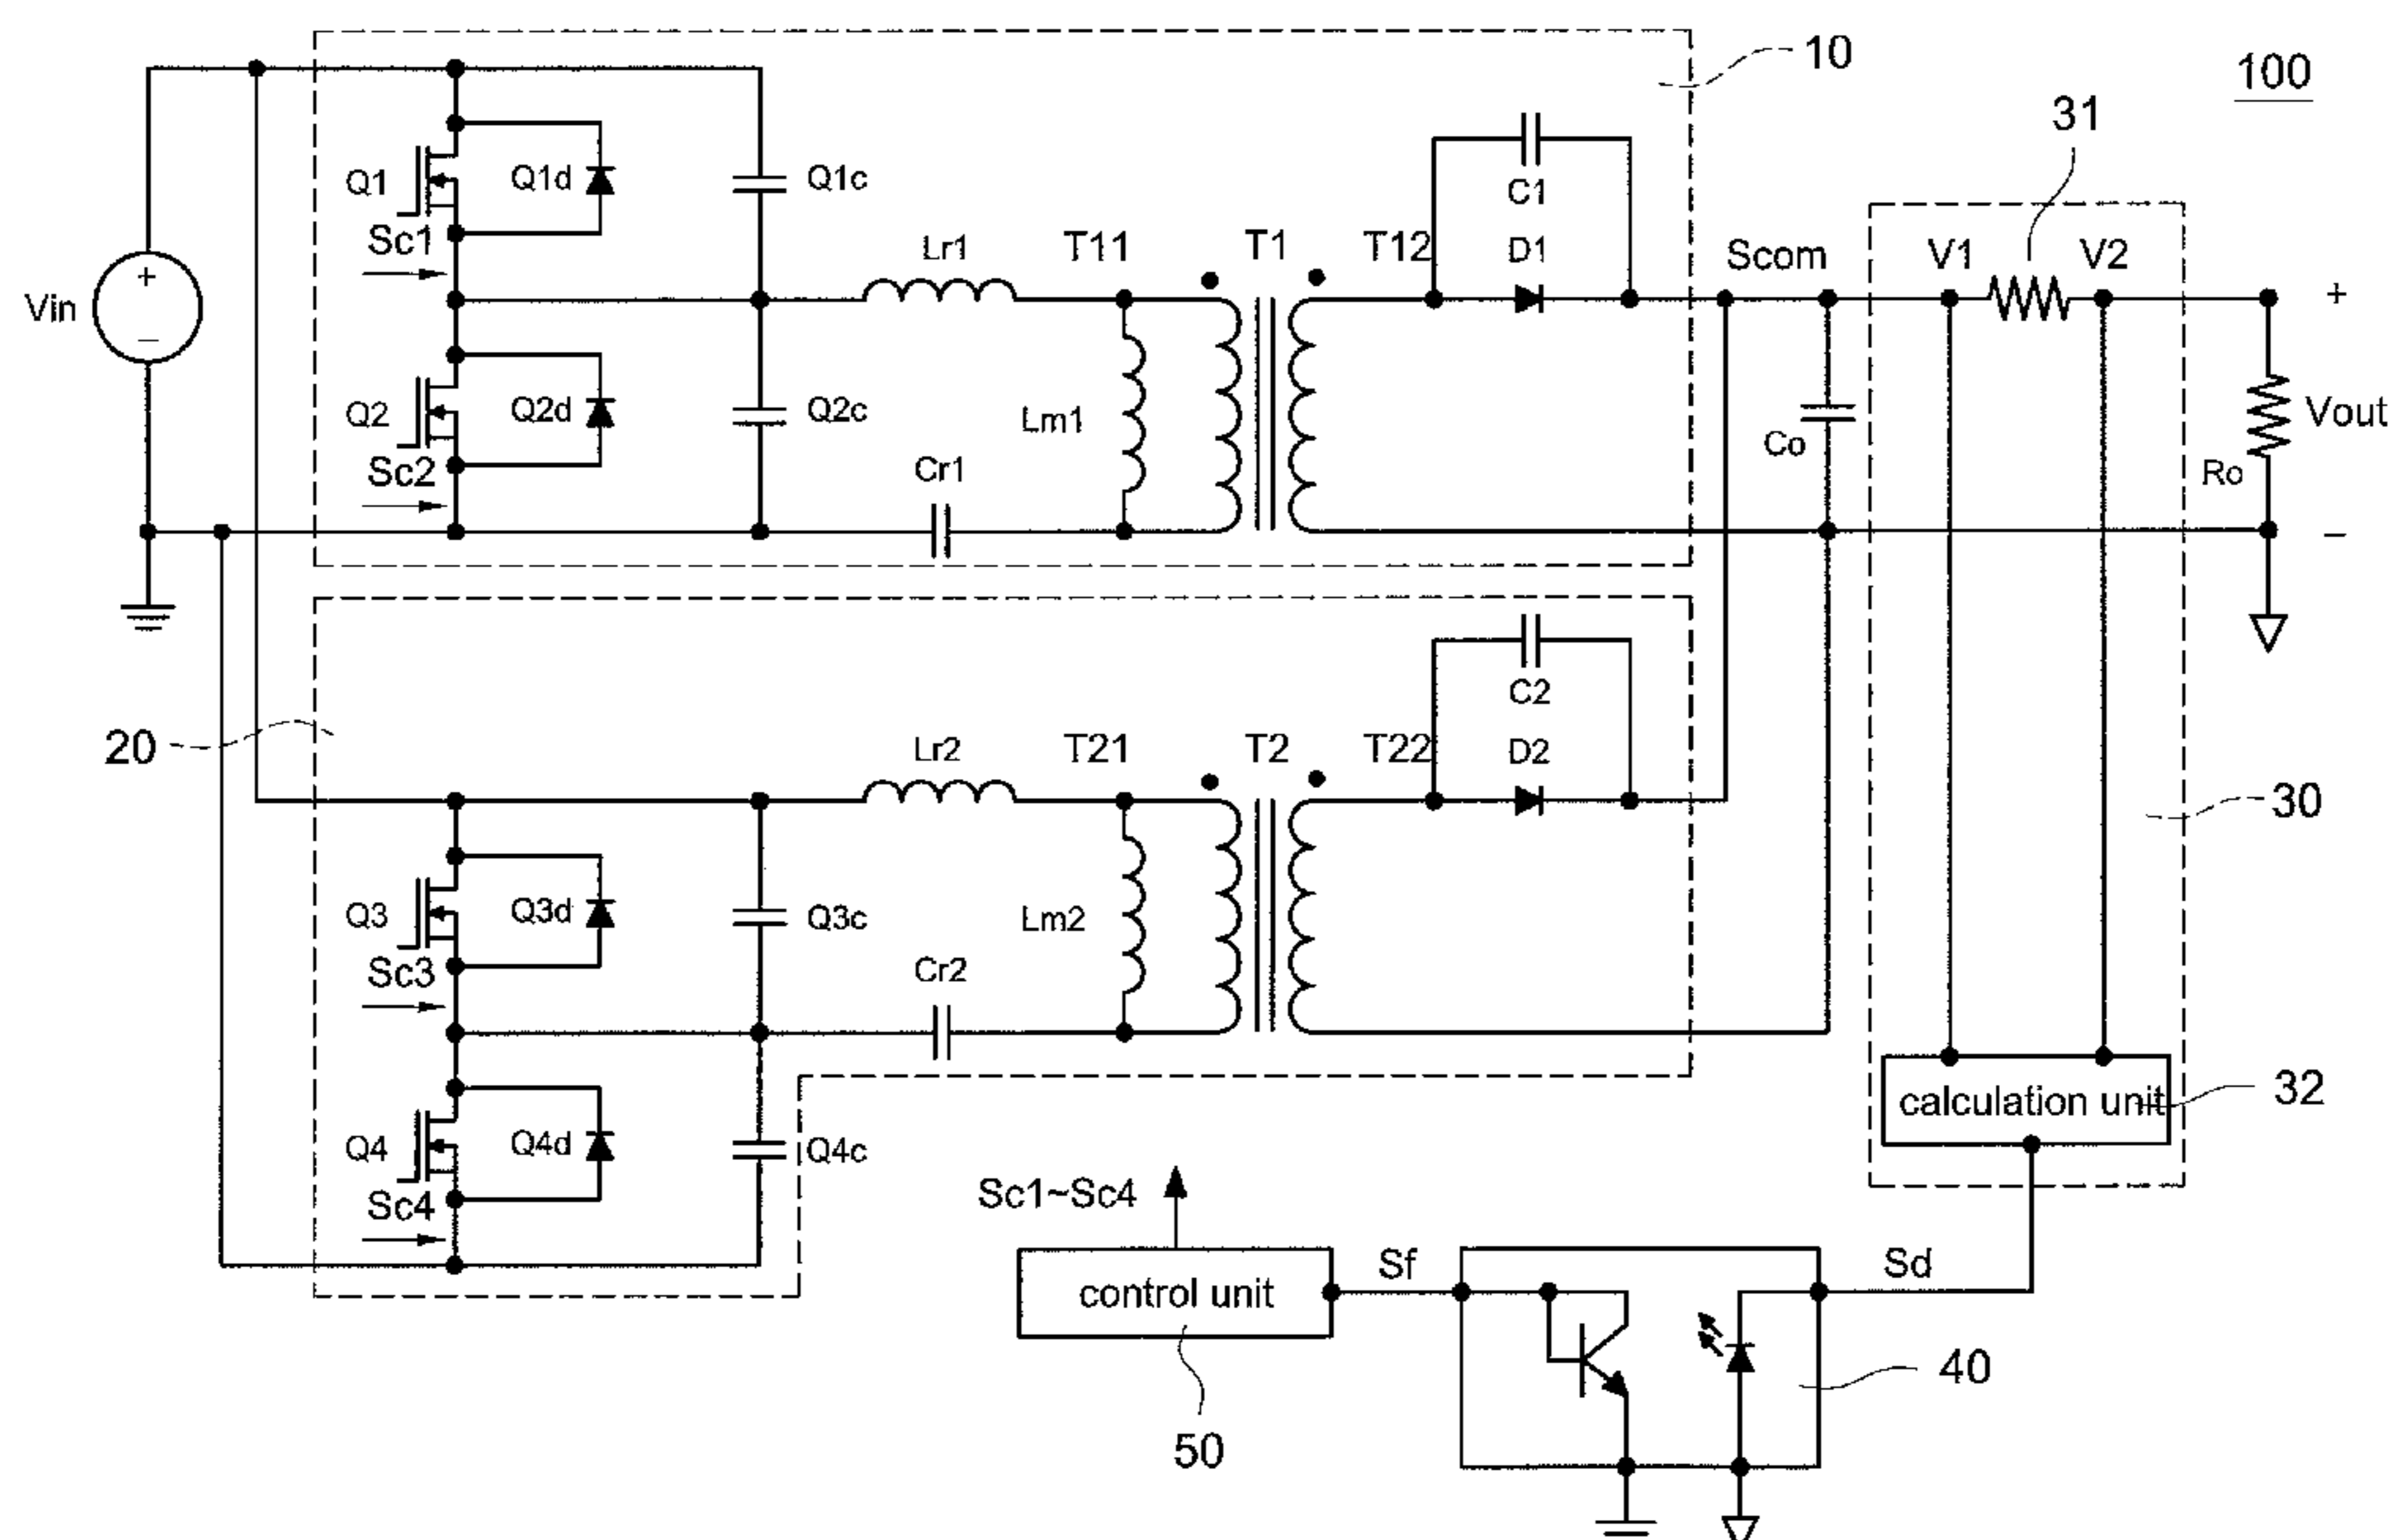 10
100
31
Q1
Q1d
Q1c
C1
Sc1
Lr1
T11
T1
T12
D1
Scom
V1
V2
+
Vin
+
−
Q2
Q2d
Q2c
Lm1
Co
Vout
Sc2
Cr1
Ro
−
C2
20
Lr2
T21
T2
T22
D2
30
Q3
Q3d
Q3c
Lm2
Sc3
Cr2
calculation unit
32
Q4
Q4d
Q4c
Sc1~Sc4
Sc4
control unit
Sf
Sd
40
50